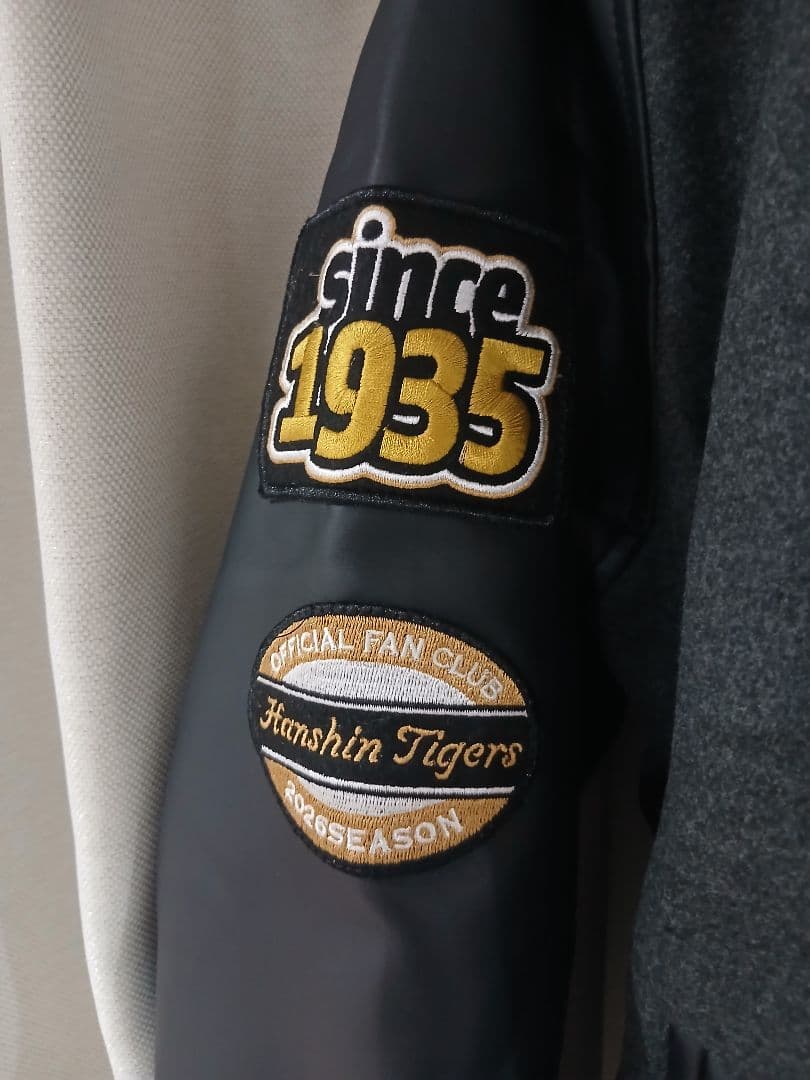 since
1935
OFFICIAL FAN CLUB
Hanshin Tigers
2026SEASON